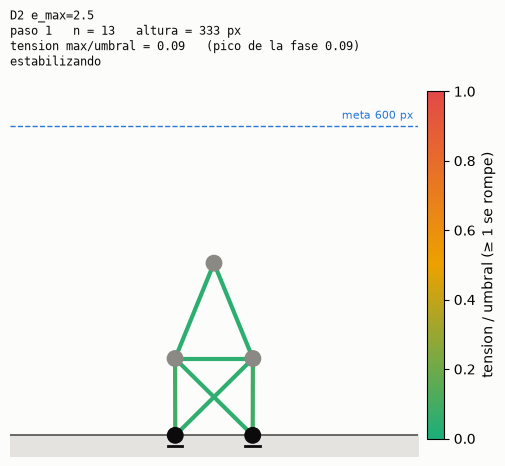 D2 e_max=2.5
paso 1   n = 13   altura = 333 px
tension max/umbral = 0.09   (pico de la fase 0.09)
estabilizando
meta 600 px
1.0
0.8
0.6
0.4
0.2
0.0
tension / umbral (≥ 1 se rompe)